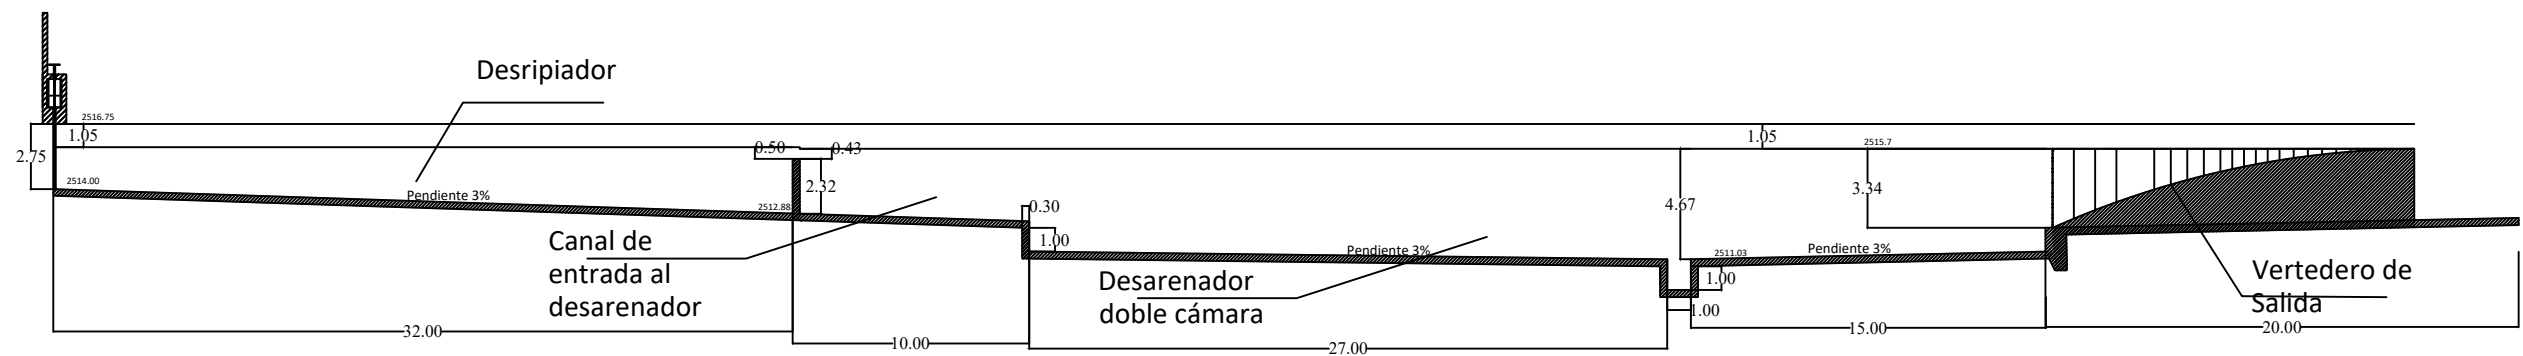 Desripiador
2516.75
1.05
2.75
2514.00
Pendiente 3%
0.50
0.43
2.32
2512.88
Canal de
entrada al
desarenador
0.30
1.00
Pendiente 3%
Desarenador
doble cámara
1.05
2515.7
4.67
3.34
2511.03
Pendiente 3%
1.00
1.00
Vertedero de
Salida
32.00
10.00
27.00
15.00
20.00